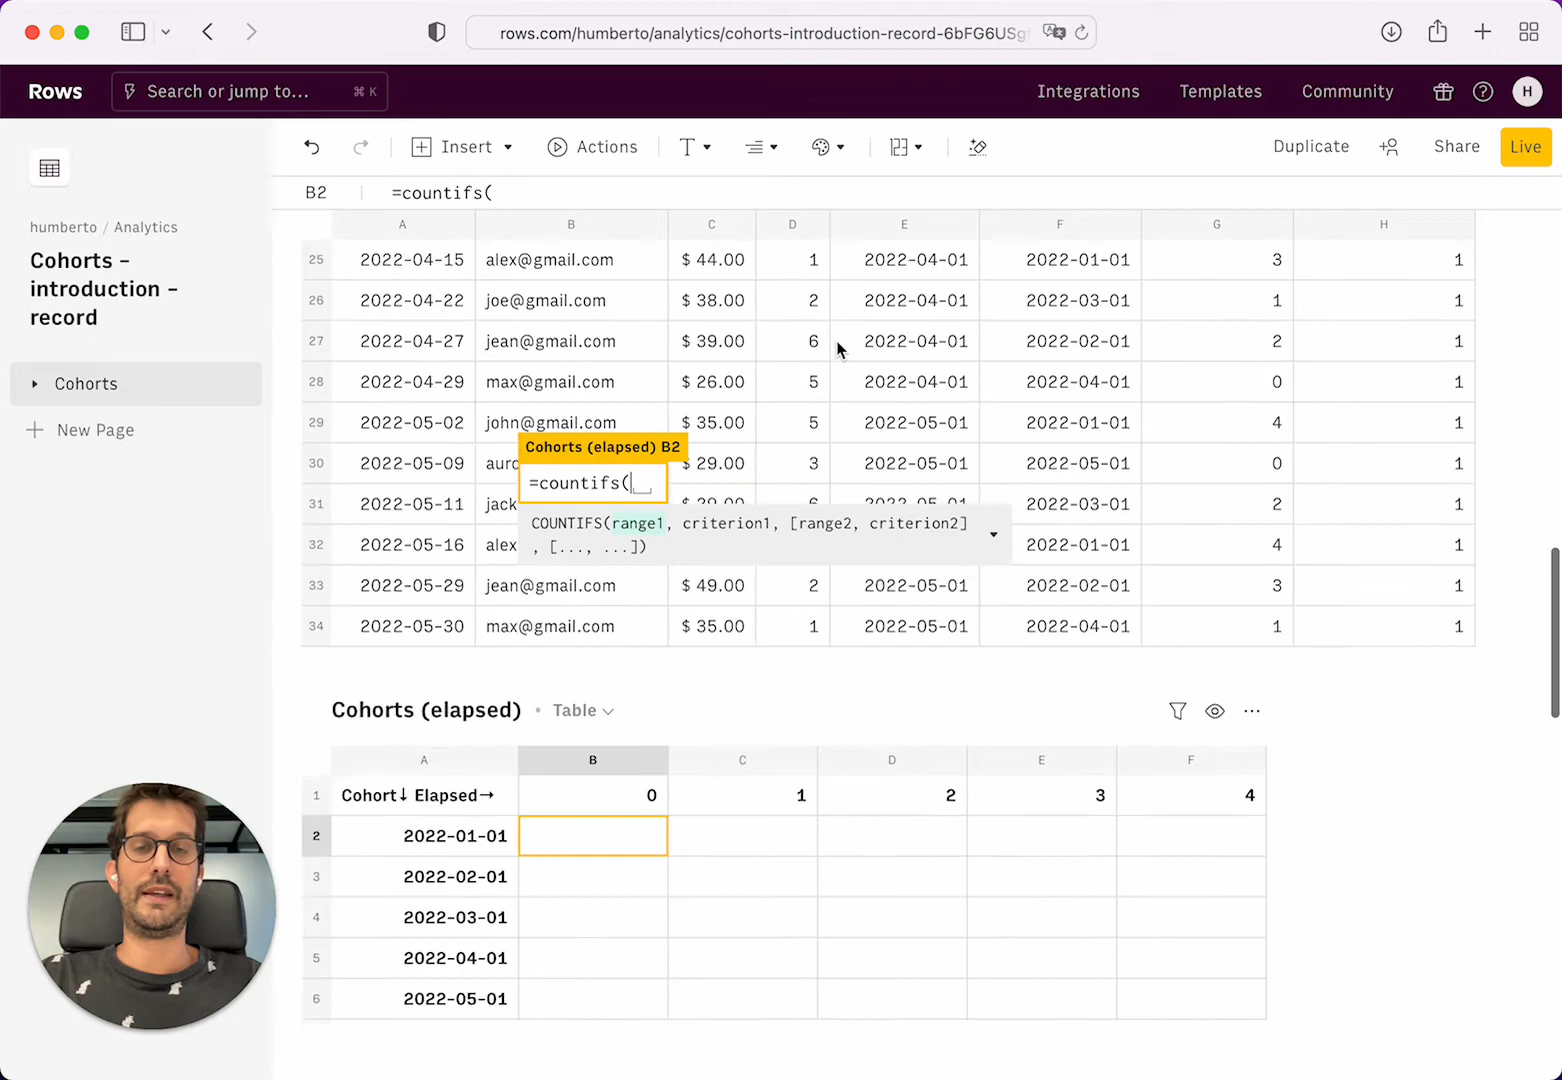 rows.com/humberto/analytics/cohorts-introduction-record-6bFG6USg
Rows
Search or jump to... ⌘ K
Integrations
Templates
Community
H
Insert
Actions
Duplicate
Share
Live
B2
=countifs(
humberto / Analytics
Cohorts -
introduction -
record
Cohorts
New Page
A B C D E F G H
25 2022-04-15 alex@gmail.com $ 44.00 1 2022-04-01 2022-01-01 3 1
26 2022-04-22 joe@gmail.com $ 38.00 2 2022-04-01 2022-03-01 1 1
27 2022-04-27 jean@gmail.com $ 39.00 6 2022-04-01 2022-02-01 2 1
28 2022-04-29 max@gmail.com $ 26.00 5 2022-04-01 2022-04-01 0 1
29 2022-05-02 john@gmail.com $ 35.00 5 2022-05-01 2022-01-01 4 1
Cohorts (elapsed) B2
30 2022-05-09 $ 29.00 3 2022-05-01 2022-05-01 0 1
=countifs(
31 2022-05-11 jack 2022-02-01... 2 1
COUNTIFS(range1, criterion1, [range2, criterion2]
, [..., ...])
32 2022-05-16 alex 2022-01-01 4 1
33 2022-05-29 jean@gmail.com $ 49.00 2 2022-05-01 2022-02-01 3 1
34 2022-05-30 max@gmail.com $ 35.00 1 2022-05-01 2022-04-01 1 1
Cohorts (elapsed) • Table
A B C D E F
1 Cohort↓ Elapsed→ 0 1 2 3 4
2 2022-01-01
3 2022-02-01
4 2022-03-01
5 2022-04-01
6 2022-05-01